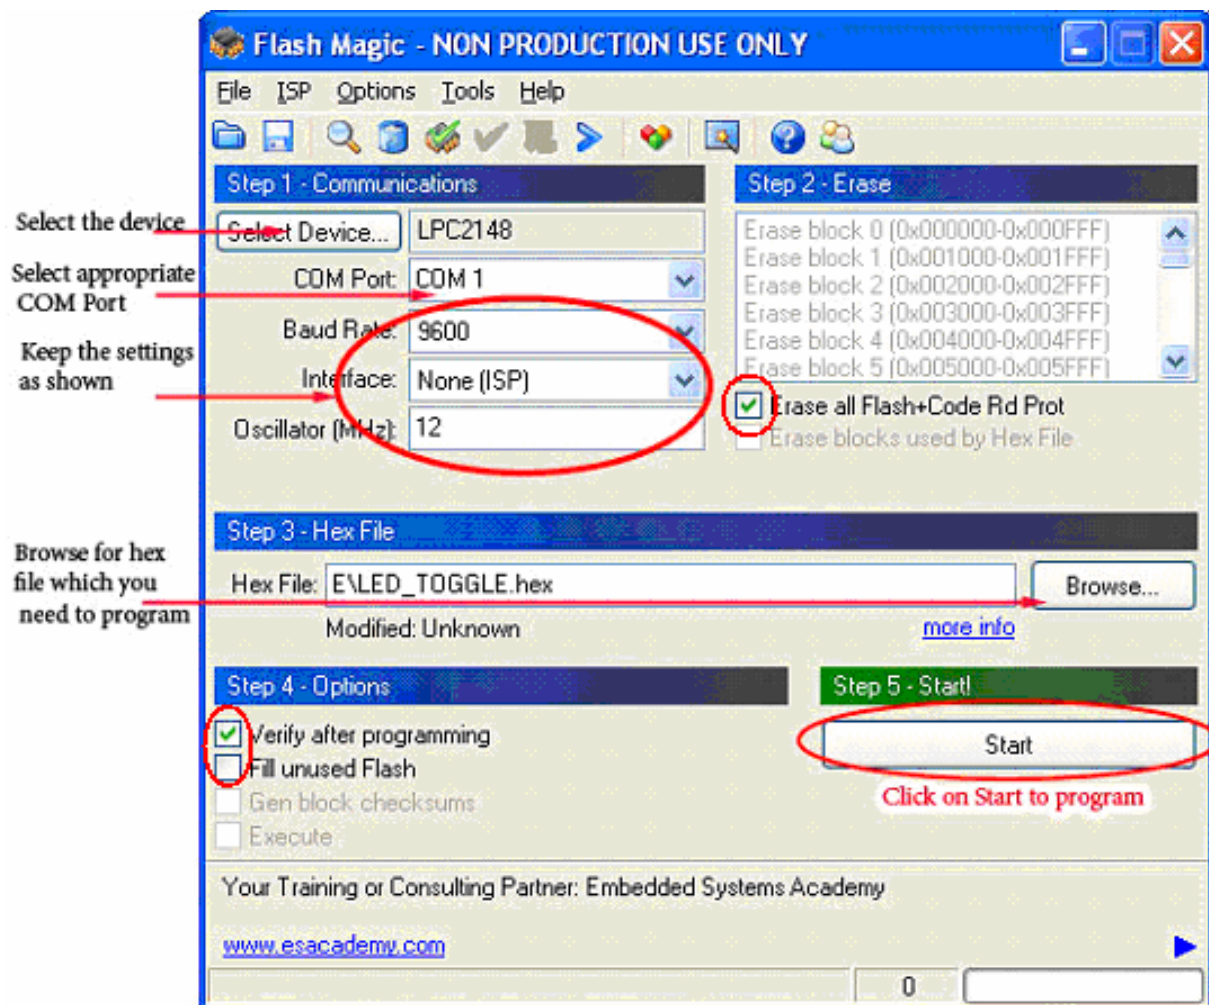 Flash Magic - NON PRODUCTION USE ONLY
File ISP Options Tools Help
Step 1 - Communications
Step 2 - Erase
Select the device
Select Device...
LPC2148
Select appropriate
COM Port
COM Port:
COM 1
Baud Rate:
9600
Keep the settings
as shown
Interface:
None (ISP)
Oscillator (MHz):
12
Erase block 0 (0x000000-0x000FFF)
Erase block 1 (0x001000-0x001FFF)
Erase block 2 (0x002000-0x002FFF)
Erase block 3 (0x003000-0x003FFF)
Erase block 4 (0x004000-0x004FFF)
Erase block 5 (0x005000-0x005FFF)
Erase all Flash+Code Rd Prot
Erase blocks used by Hex File
Step 3 - Hex File
Browse for hex
file which you
need to program
Hex File:
E\LED_TOGGLE.hex
Browse...
Modified: Unknown
more info
Step 4 - Options
Step 5 - Start!
Verify after programming
Fill unused Flash
Gen block checksums
Execute
Start
Click on Start to program
Your Training or Consulting Partner: Embedded Systems Academy
www.esacademy.com
0